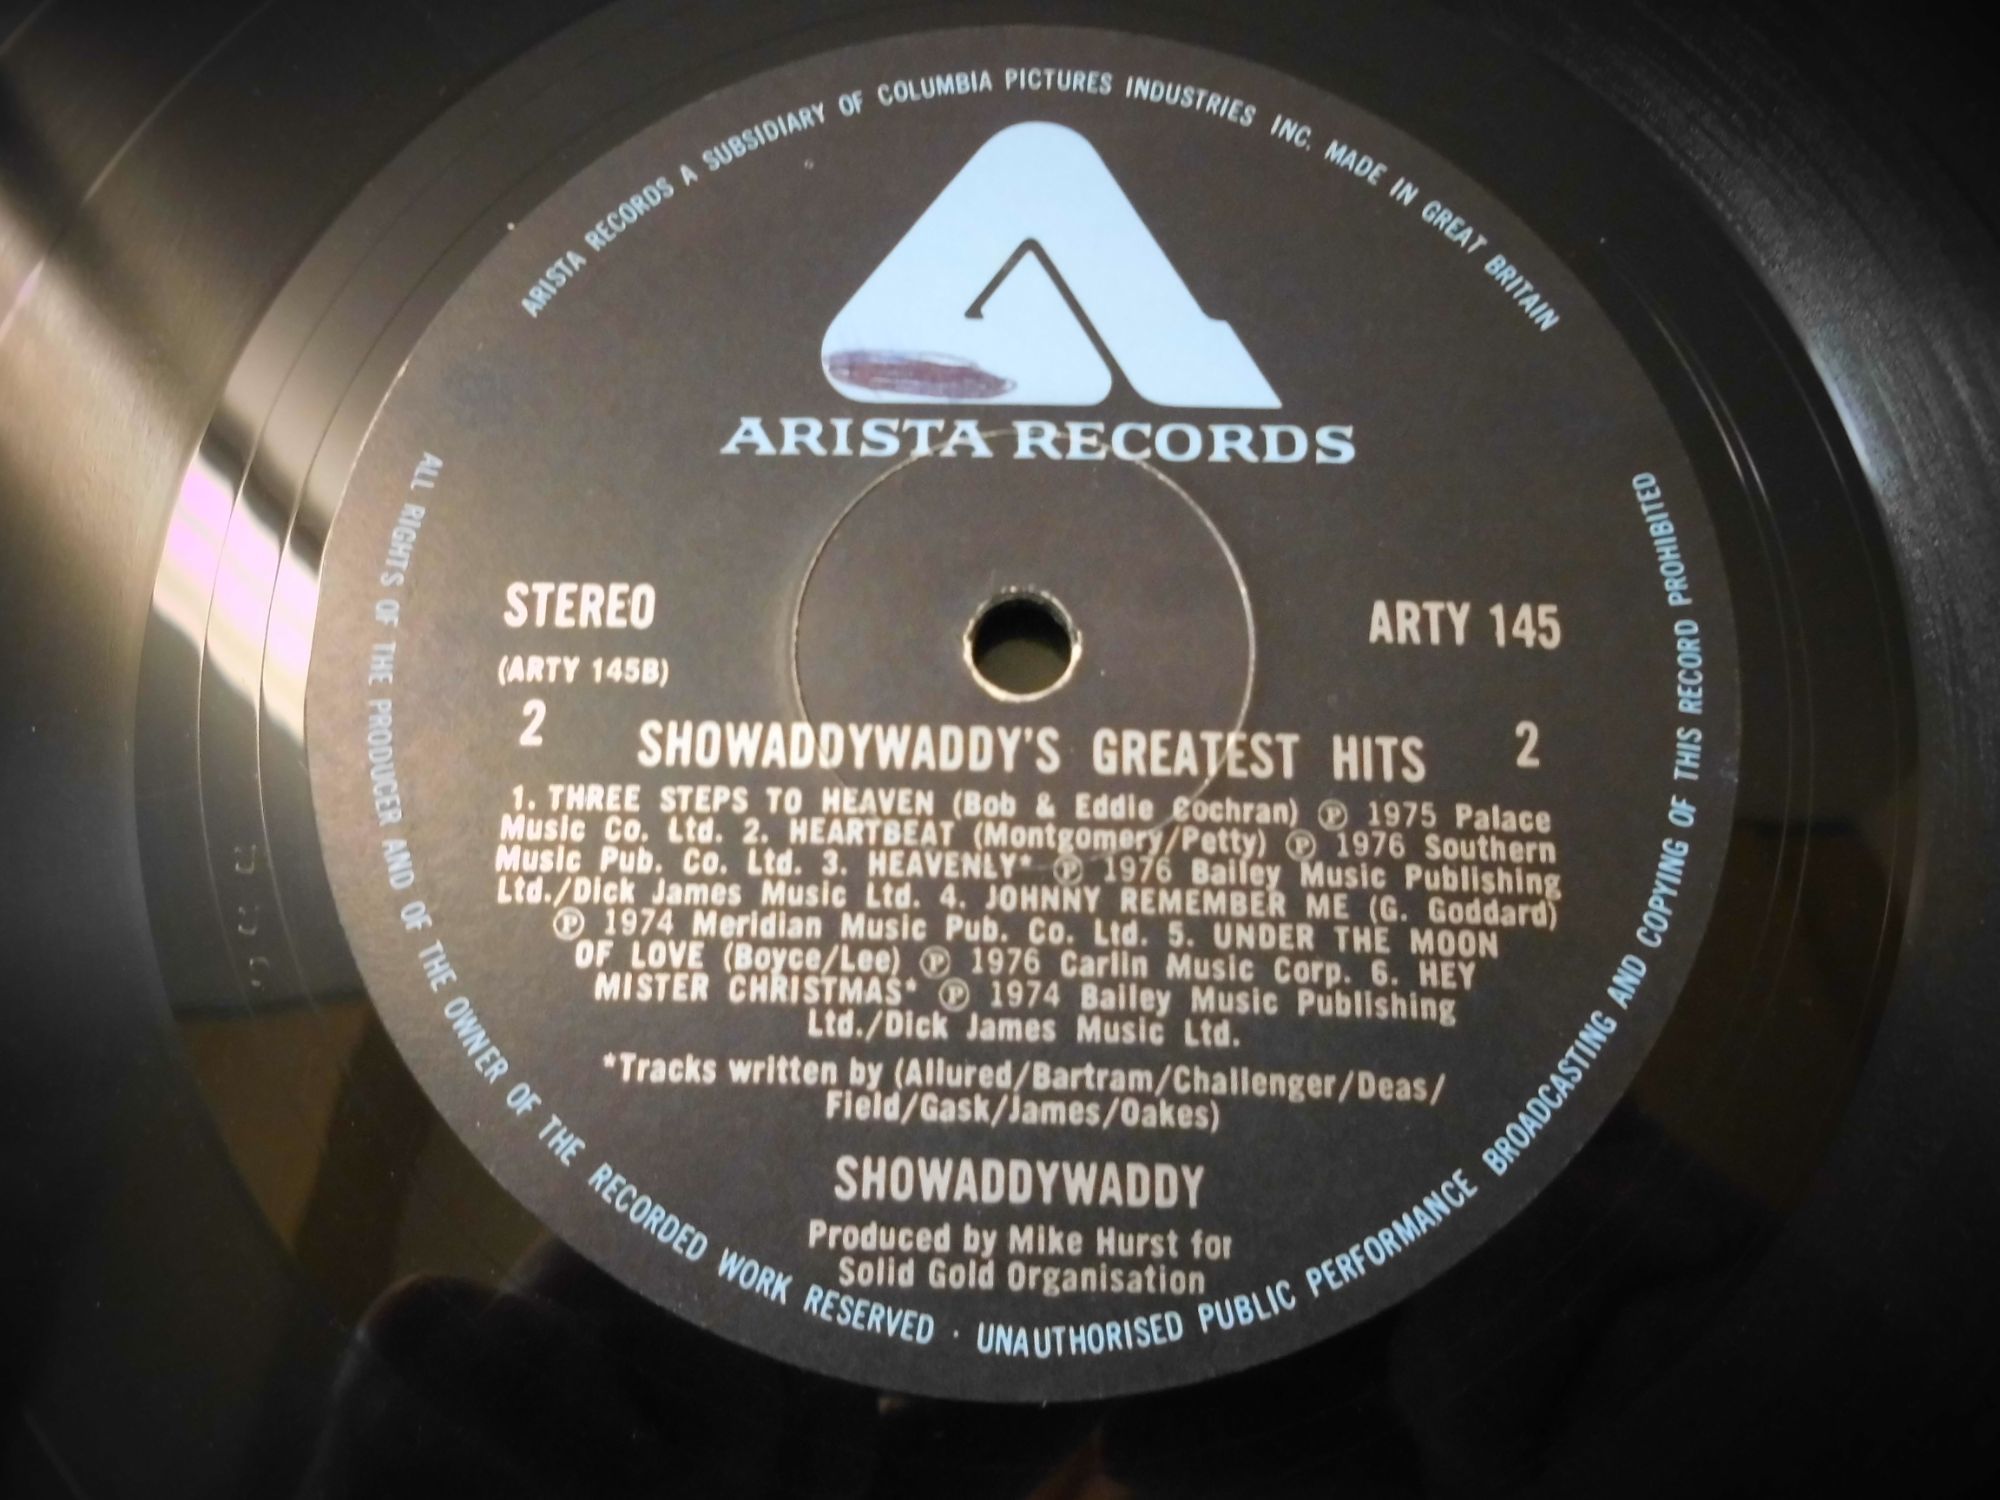 ARISTA RECORDS A SUBSIDIARY OF COLUMBIA PICTURES INDUSTRIES INC. MADE IN GREAT BRITAIN
ARISTA RECORDS
STEREO
ARTY 145
(ARTY 145B)
2
SHOWADDYWADDY'S GREATEST HITS
2
1. THREE STEPS TO HEAVEN (Bob & Eddie Cochran) Ⓟ 1975 Palace
Music Co. Ltd. 2. HEARTBEAT (Montgomery/Petty) Ⓟ 1976 Southern
Music Pub. Co. Ltd. 3. HEAVENLY* Ⓟ 1976 Bailey Music Publishing
Ltd./Dick James Music Ltd. 4. JOHNNY REMEMBER ME (G. Goddard)
Ⓟ 1974 Meridian Music Pub. Co. Ltd. 5. UNDER THE MOON
OF LOVE (Boyce/Lee) Ⓟ 1976 Carlin Music Corp. 6. HEY
MISTER CHRISTMAS* Ⓟ 1974 Bailey Music Publishing
Ltd./Dick James Music Ltd.
*Tracks written by (Allured/Bartram/Challenger/Deas/
Field/Gask/James/Oakes)
SHOWADDYWADDY
Produced by Mike Hurst for
Solid Gold Organisation
ALL RIGHTS OF THE PRODUCER AND OF THE OWNER OF THE RECORDED WORK RESERVED · UNAUTHORISED PUBLIC PERFORMANCE BROADCASTING AND COPYING OF THIS RECORD PROHIBITED